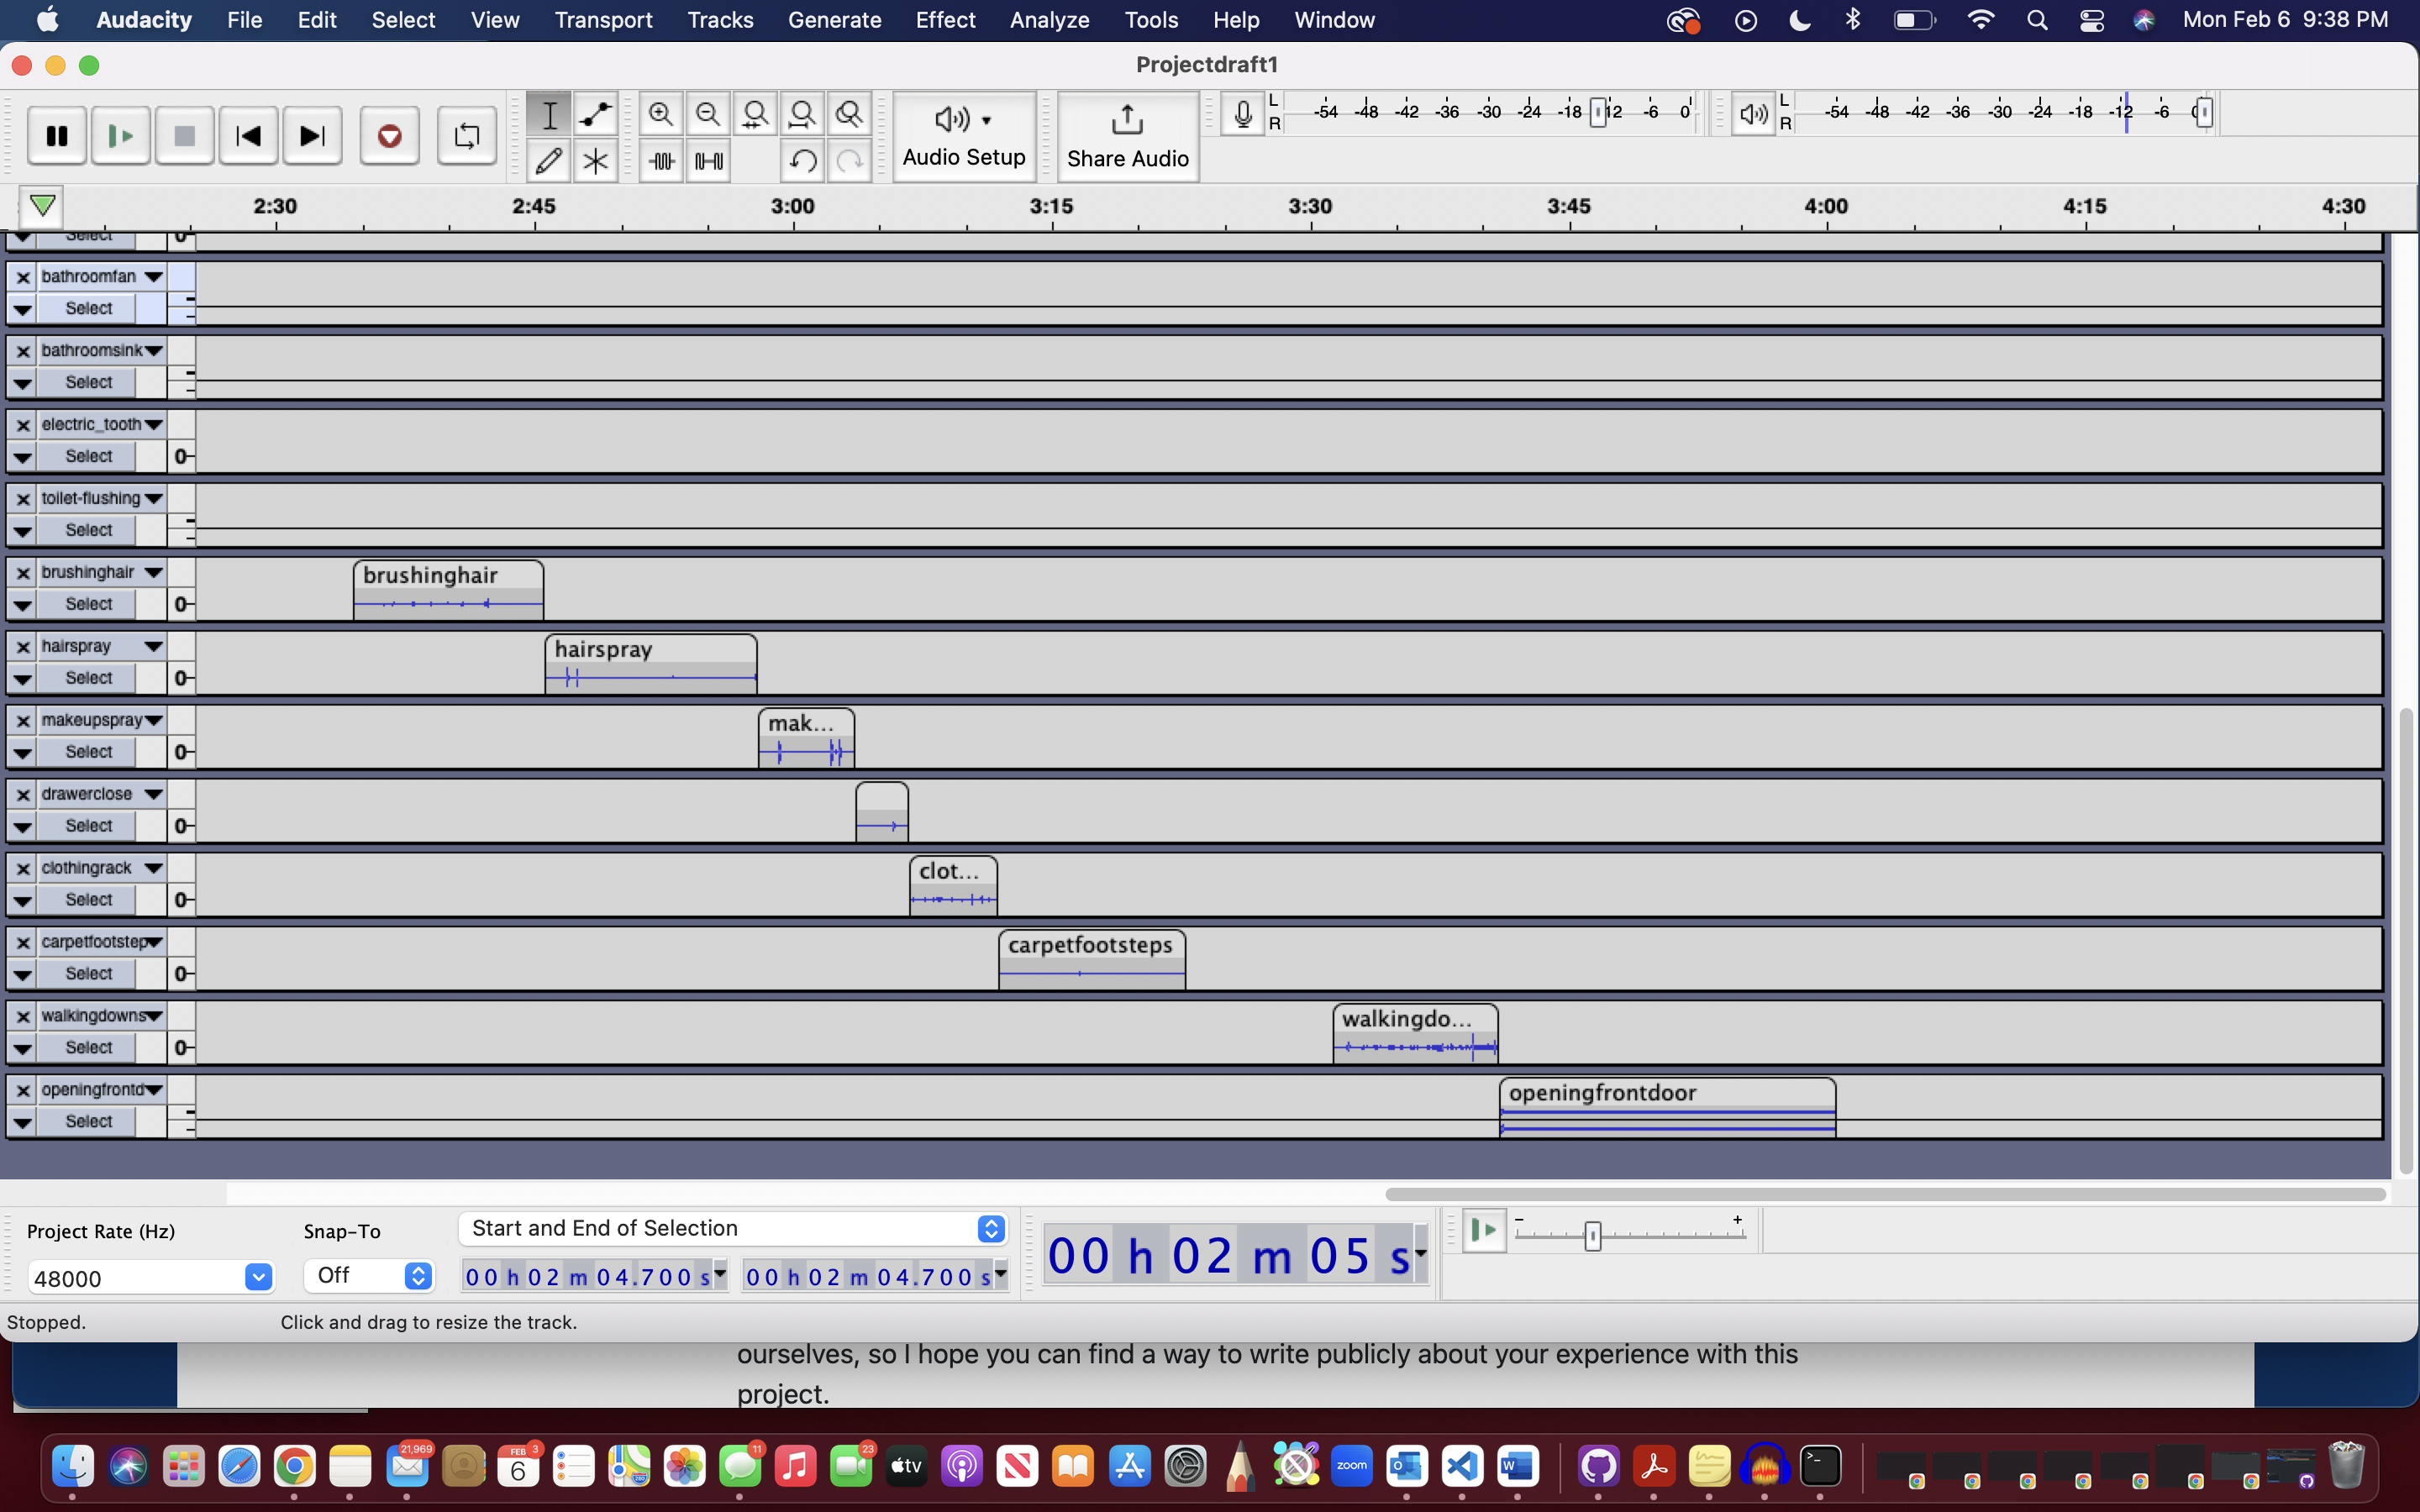 Audacity File Edit Select View Transport Tracks Generate Effect Analyze Tools Help Window Mon Feb 6 9:38 PM
Projectdraft1
Audio Setup
Share Audio
L R -54 -48 -42 -36 -30 -24 -18 12 -6 0
L R -54 -48 -42 -36 -30 -24 -18 -12 -6
2:30 2:45 3:00 3:15 3:30 3:45 4:00 4:15 4:30
Select 0
bathroomfan
Select
bathroomsink
Select
electric_tooth
Select 0
toilet-flushing
Select
brushinghair brushinghair
Select 0
hairspray hairspray
Select 0
makeupspray mak...
Select 0
drawerclose
Select 0
clothingrack clot...
Select 0
carpetfootstep carpetfootsteps
Select 0
walkingdowns walkingdo...
Select 0
openingfrontd openingfrontdoor
Select
Project Rate (Hz) Snap-To Start and End of Selection
48000 Off 00 h 02 m 04.700 s 00 h 02 m 04.700 s
00 h 02 m 05 s
- +
Stopped. Click and drag to resize the track.
ourselves, so I hope you can find a way to write publicly about your experience with this
project.
21,969 FEB 3 6 11 23 tv zoom